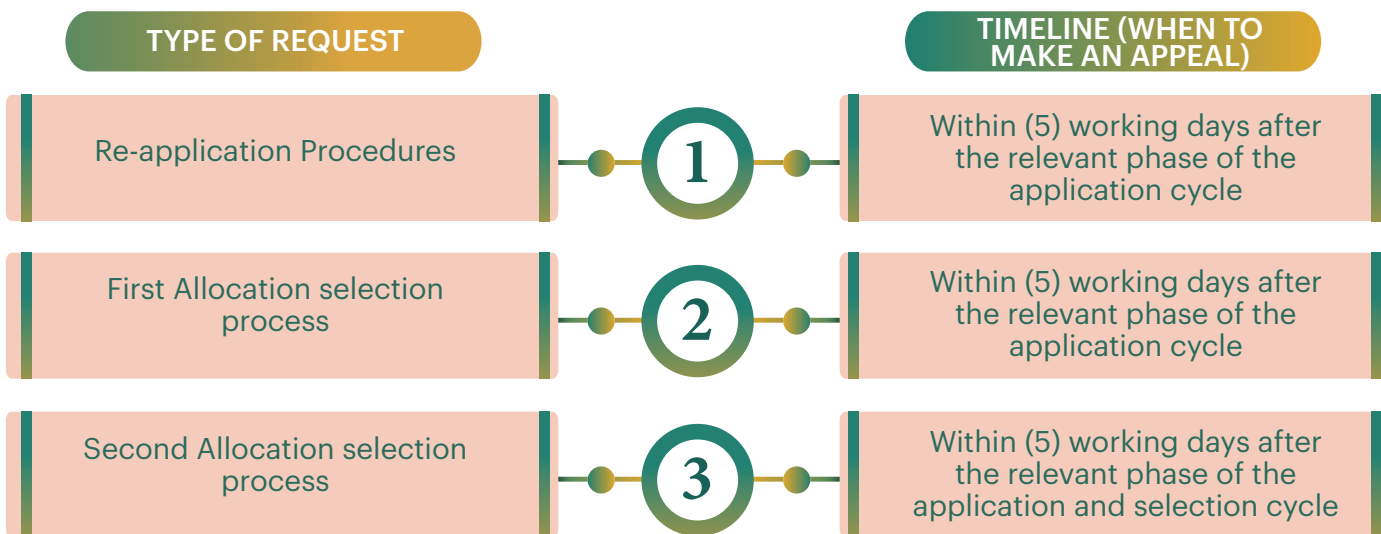 TYPE OF REQUEST
TIMELINE (WHEN TO
MAKE AN APPEAL)
Re-application Procedures
1
Within (5) working days after
the relevant phase of the
application cycle
First Allocation selection
process
2
Within (5) working days after
the relevant phase of the
application cycle
Second Allocation selection
process
3
Within (5) working days after
the relevant phase of the
application and selection cycle